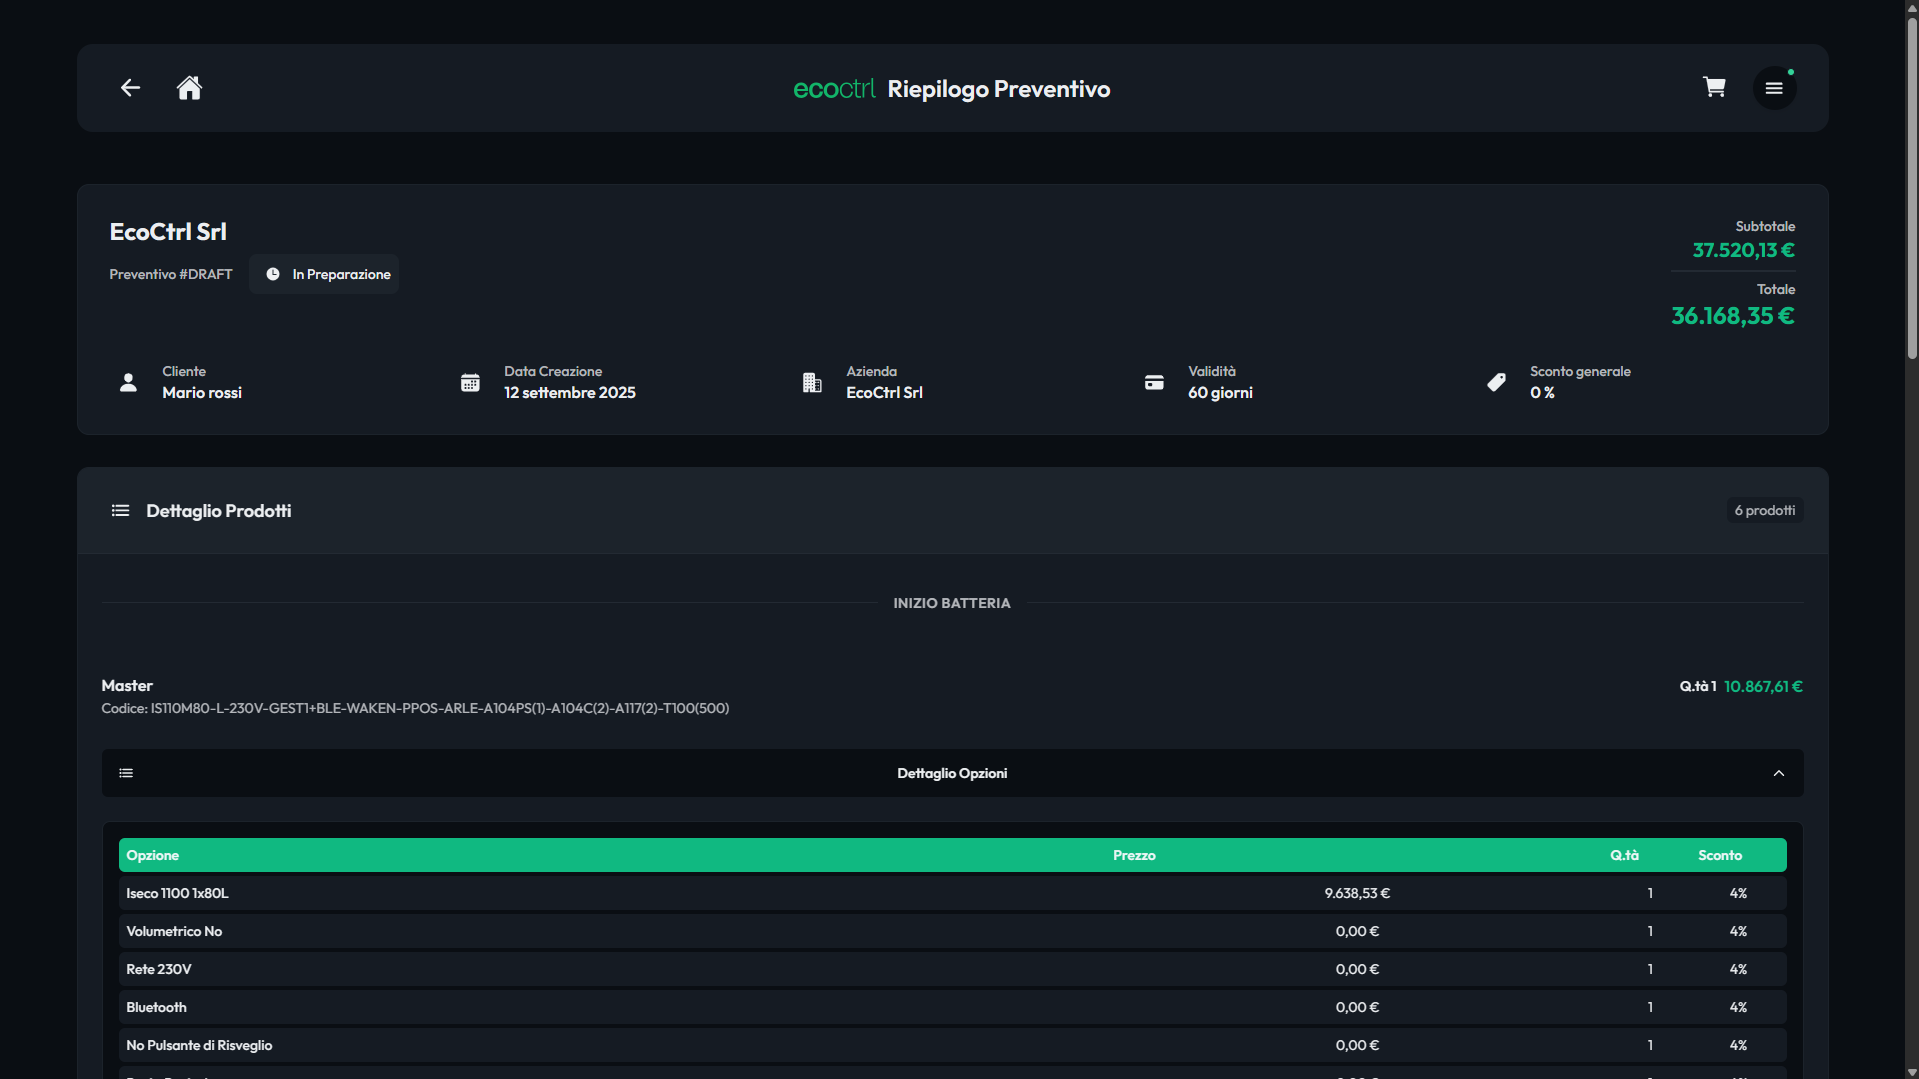 ecoctrl Riepilogo Preventivo
EcoCtrl Srl
Preventivo #DRAFT In Preparazione
Subtotale
37.520,13 €
Totale
36.168,35 €
Cliente
Mario rossi
Data Creazione
12 settembre 2025
Azienda
EcoCtrl Srl
Validità
60 giorni
Sconto generale
0 %
Dettaglio Prodotti 6 prodotti
INIZIO BATTERIA
Master Q.tà 1 10.867,61 €
Codice: IS110M80-L-230V-GEST1+BLE-WAKEN-PPOS-ARLE-A104PS(1)-A104C(2)-A117(2)-T100(500)
Dettaglio Opzioni
Opzione Prezzo Q.tà Sconto
Iseco 1100 1x80L 9.638,53 € 1 4%
Volumetrico No 0,00 € 1 4%
Rete 230V 0,00 € 1 4%
Bluetooth 0,00 € 1 4%
No Pulsante di Risveglio 0,00 € 1 4%